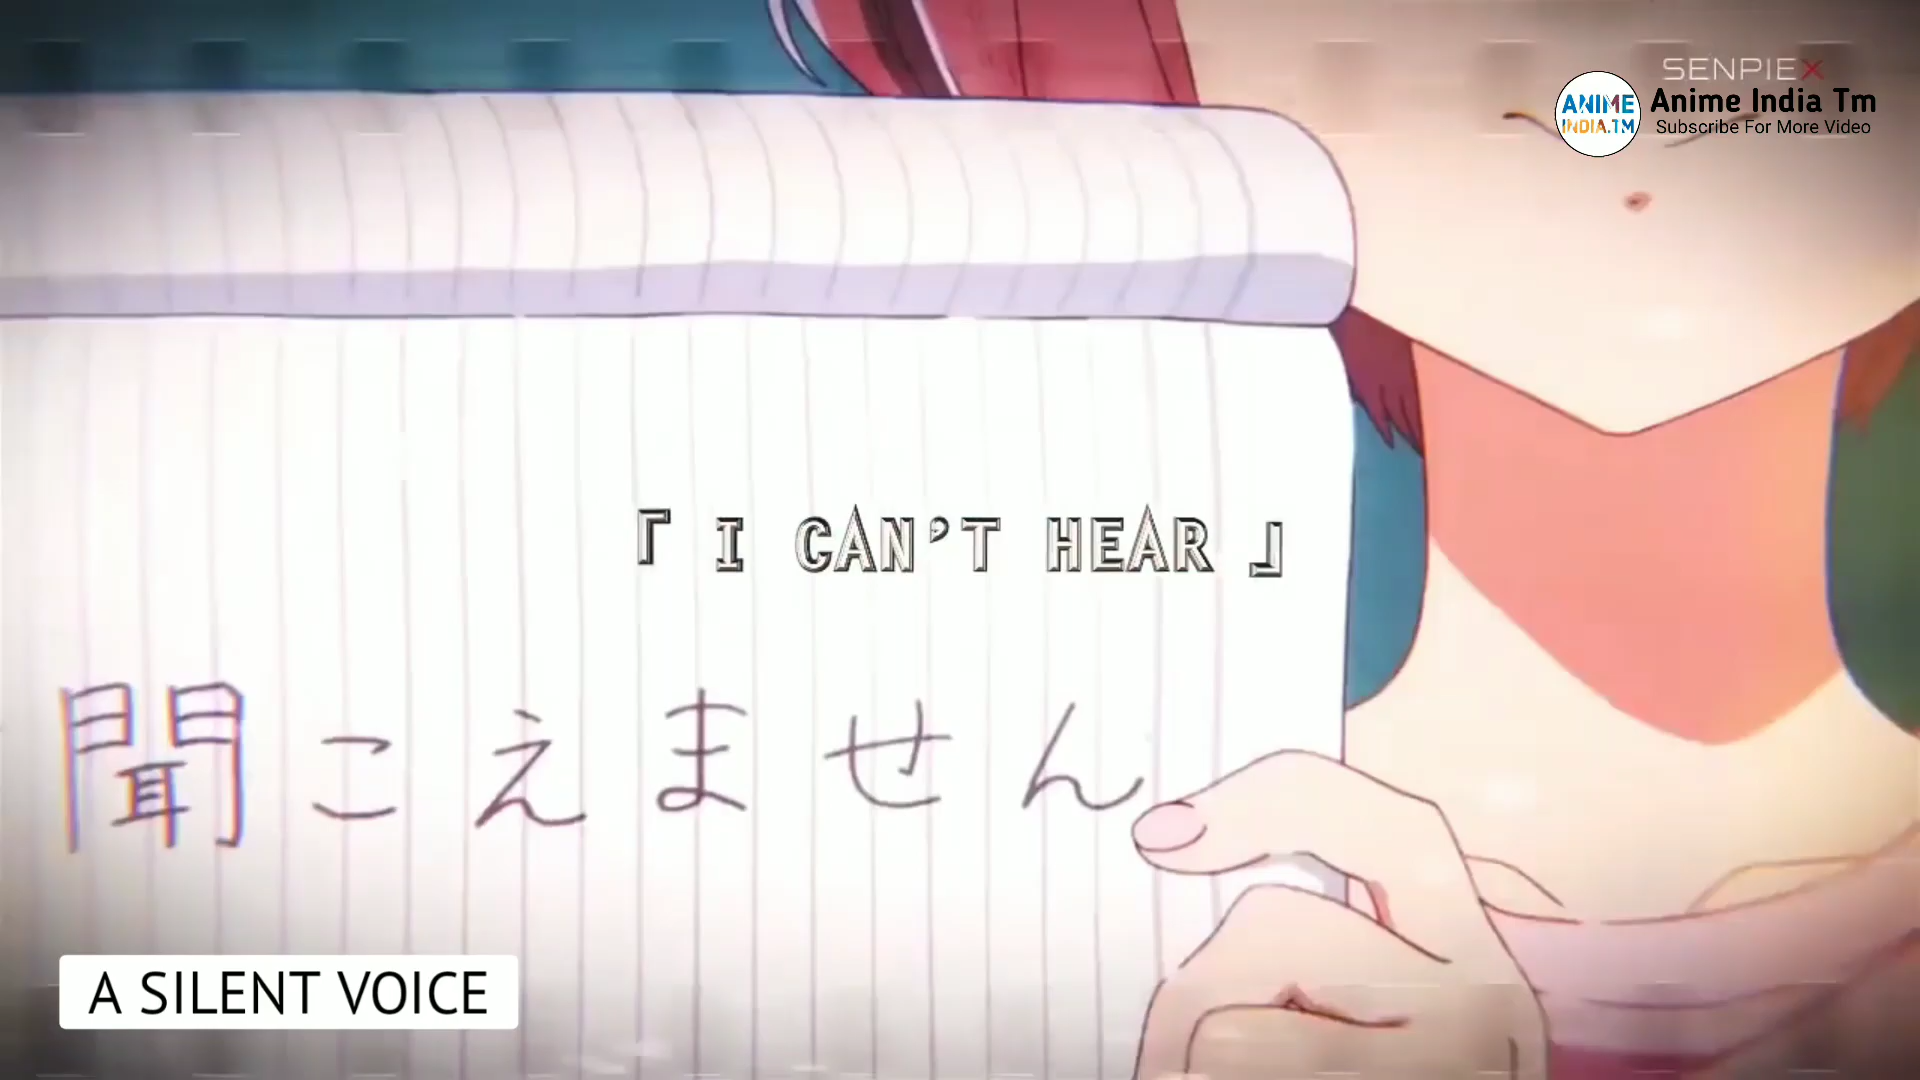 SENPIEX
ANIME
INDIA.TM
Anime India Tm
Subscribe For More Video
『 I CAN'T HEAR 』
聞こえません
A SILENT VOICE